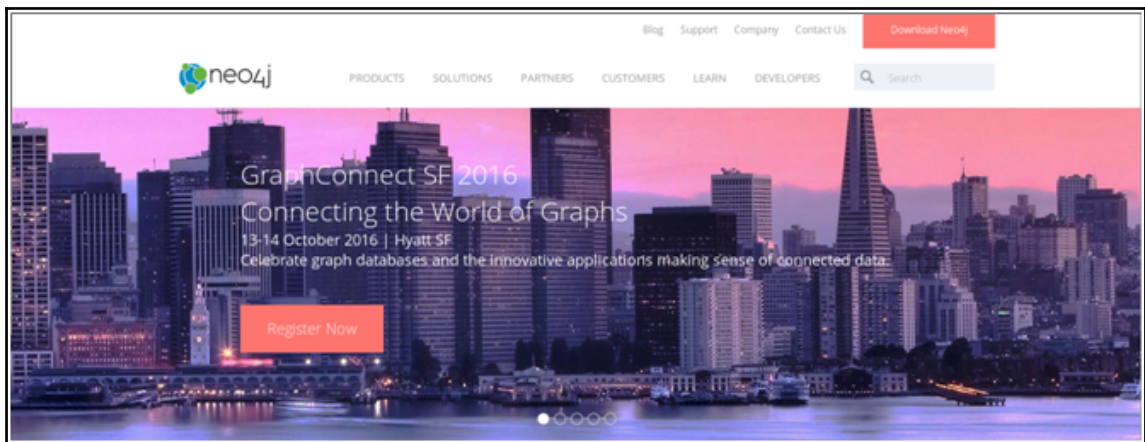 Blog Support Company Contact Us Download Neo4j
neo4j PRODUCTS SOLUTIONS PARTNERS CUSTOMERS LEARN DEVELOPERS Search
GraphConnect SF 2016
Connecting the World of Graphs
13-14 October 2016 | Hyatt SF
Celebrate graph databases and the innovative applications making sense of connected data.
Register Now